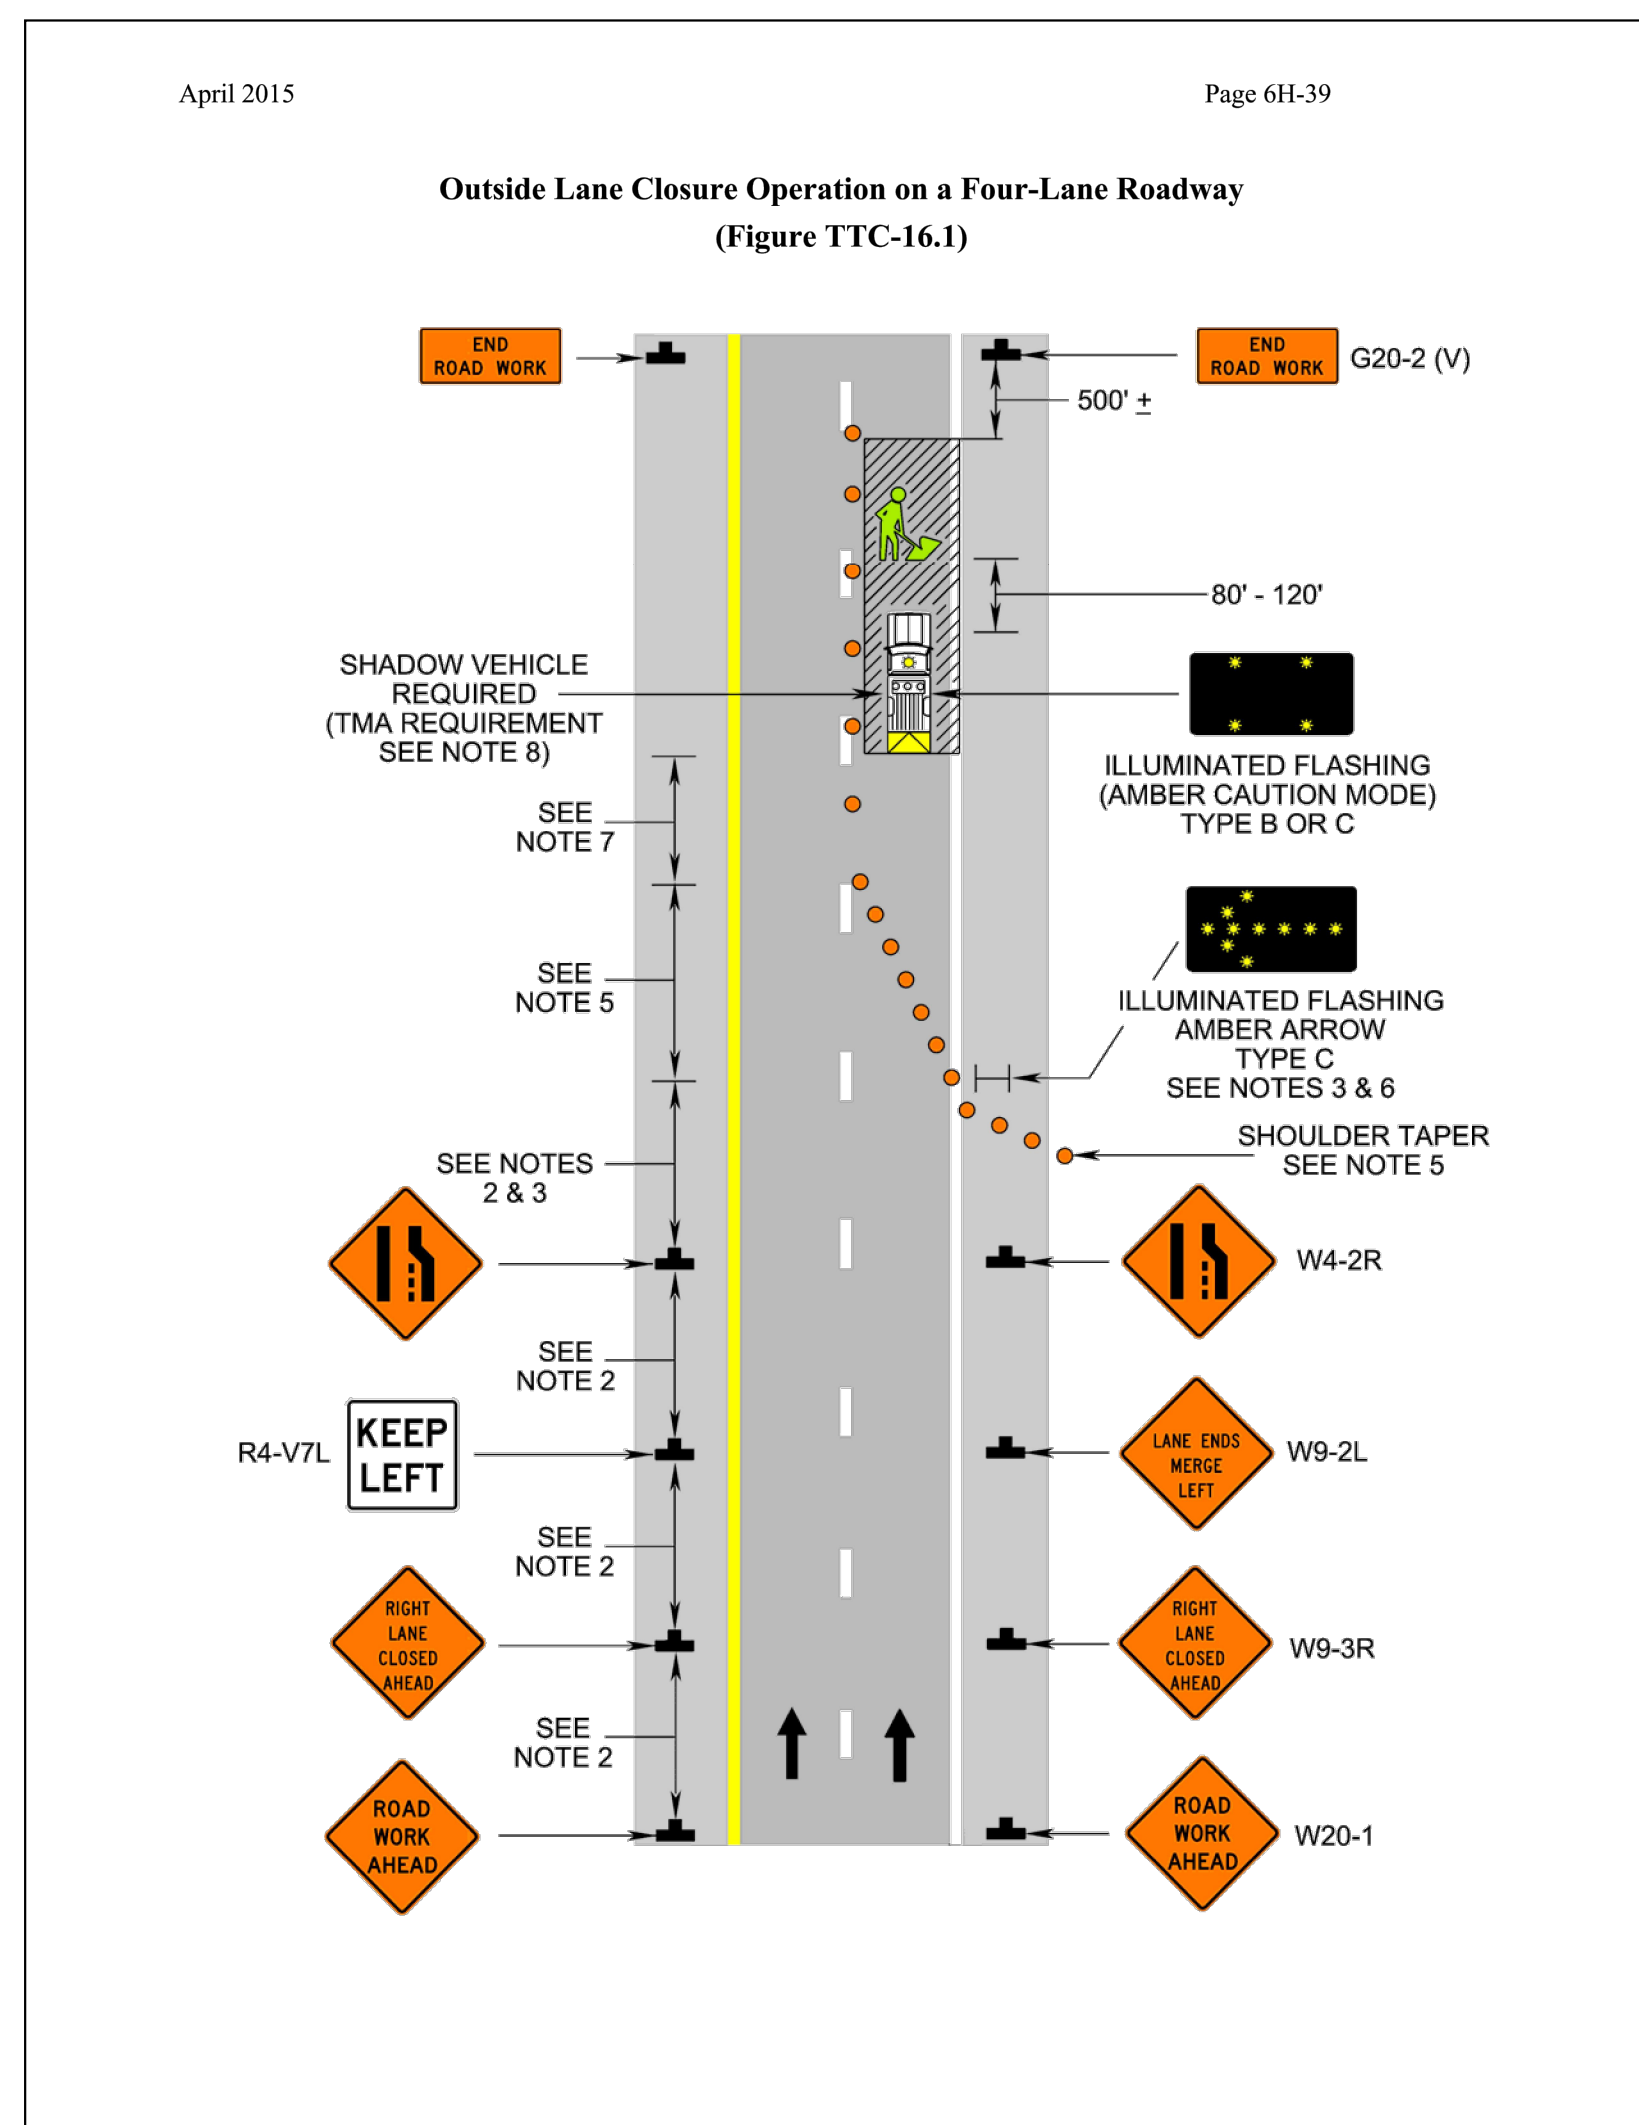 April 2015
Page 6H-39
Outside Lane Closure Operation on a Four-Lane Roadway
(Figure TTC-16.1)
END
ROAD WORK
END
ROAD WORK
G20-2 (V)
500' ±
80' - 120'
SHADOW VEHICLE
REQUIRED
(TMA REQUIREMENT
SEE NOTE 8)
ILLUMINATED FLASHING
(AMBER CAUTION MODE)
TYPE B OR C
SEE
NOTE 7
SEE
NOTE 5
ILLUMINATED FLASHING
AMBER ARROW
TYPE C
SEE NOTES 3 & 6
SHOULDER TAPER
SEE NOTE 5
SEE NOTES
2 & 3
W4-2R
SEE
NOTE 2
R4-V7L
KEEP
LEFT
LANE ENDS
MERGE
LEFT
W9-2L
SEE
NOTE 2
RIGHT
LANE
CLOSED
AHEAD
RIGHT
LANE
CLOSED
AHEAD
W9-3R
SEE
NOTE 2
ROAD
WORK
AHEAD
ROAD
WORK
AHEAD
W20-1